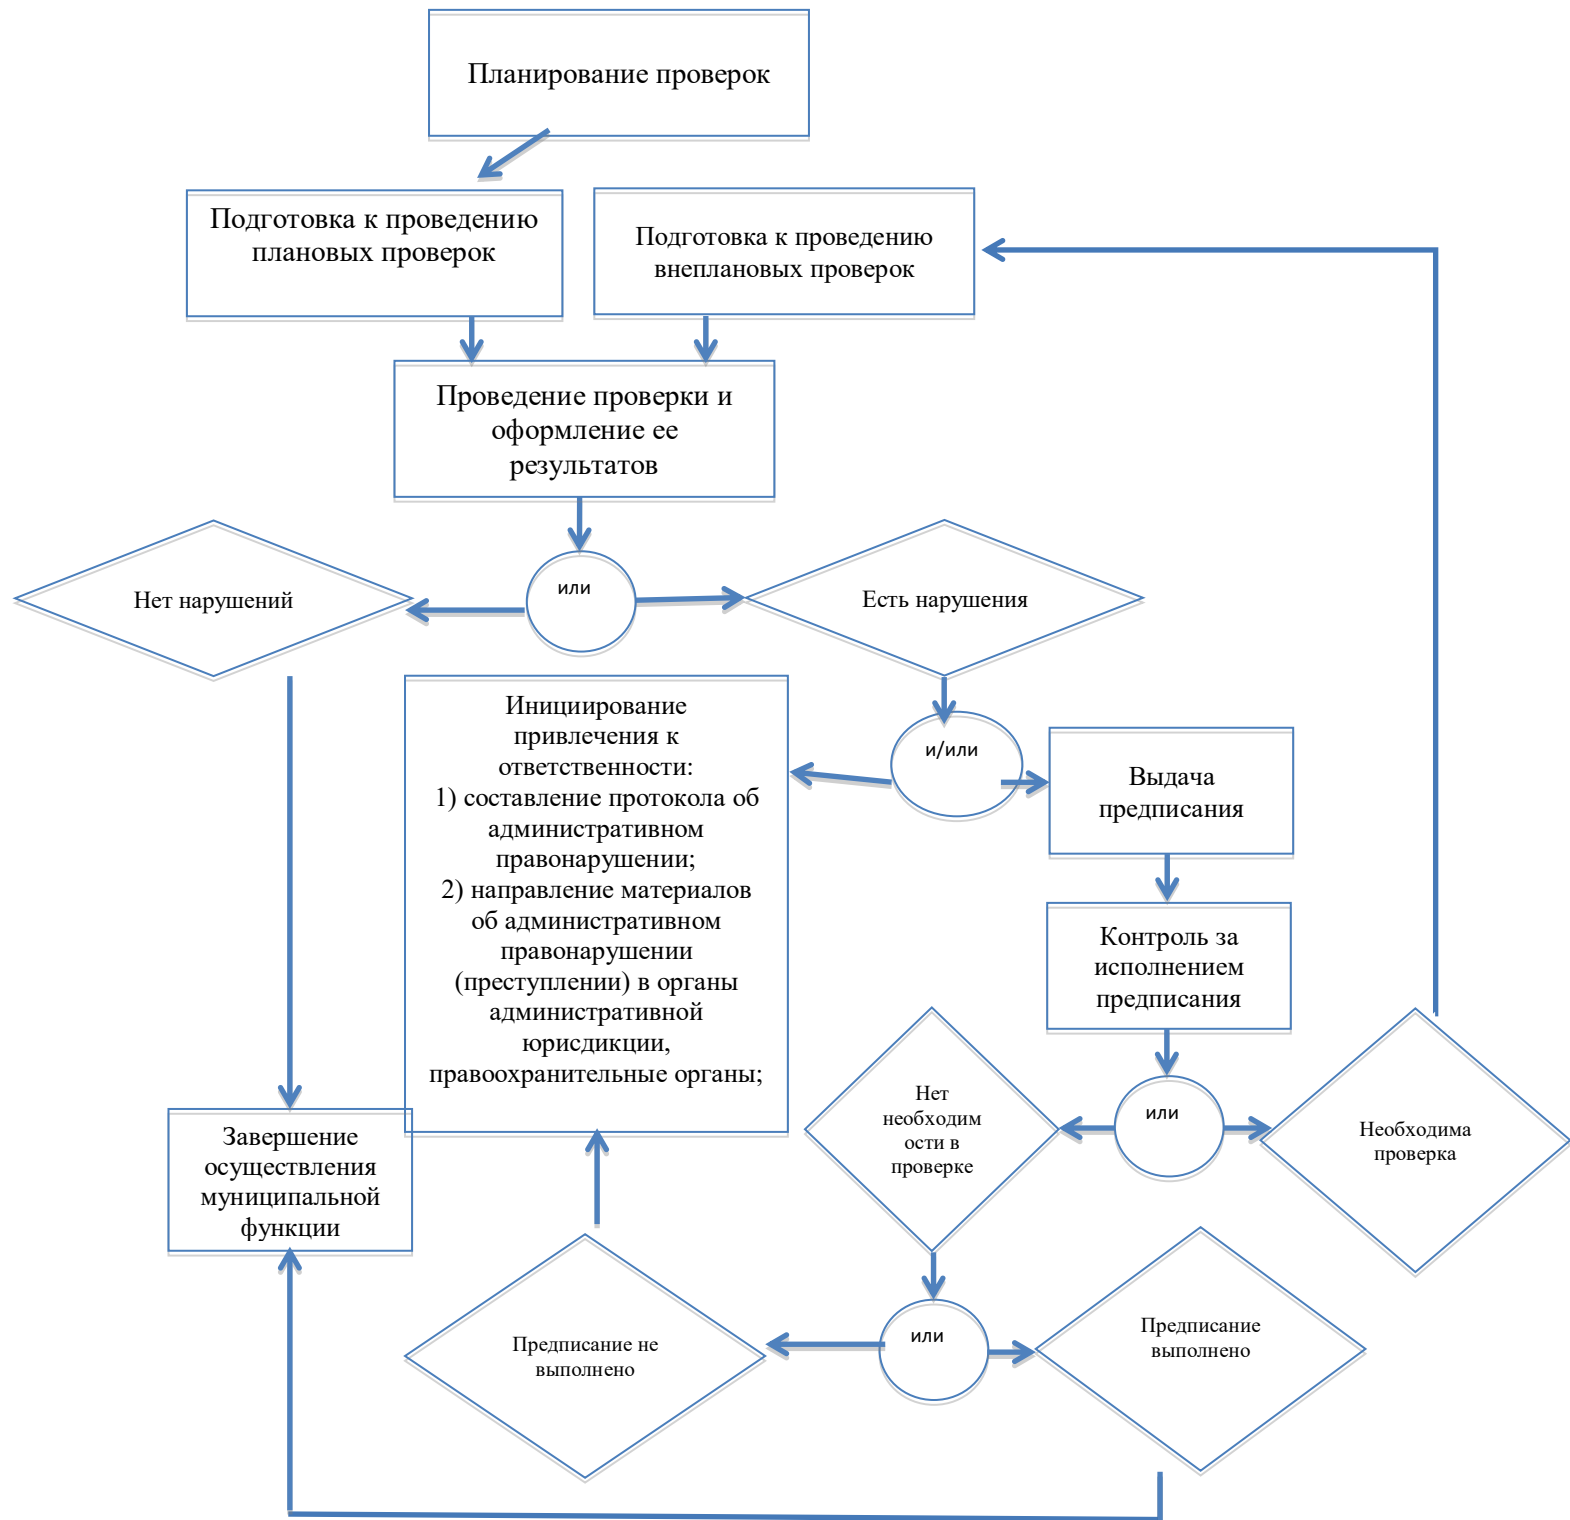 Планирование проверок
Подготовка к проведению
плановых проверок
Подготовка к проведению
внеплановых проверок
Проведение проверки и
оформление ее
результатов
Нет нарушений
или
Есть нарушения
Инициирование
привлечения к
ответственности:
1) составление протокола об
административном
правонарушении;
2) направление материалов
об административном
правонарушении
(преступлении) в органы
административной
юрисдикции,
правоохранительные органы;
и/или
Выдача
предписания
Контроль за
исполнением
предписания
Нет
необходим
ости в
проверке
или
Необходима
проверка
Завершение
осуществления
муниципальной
функции
Предписание не
выполнено
или
Предписание
выполнено